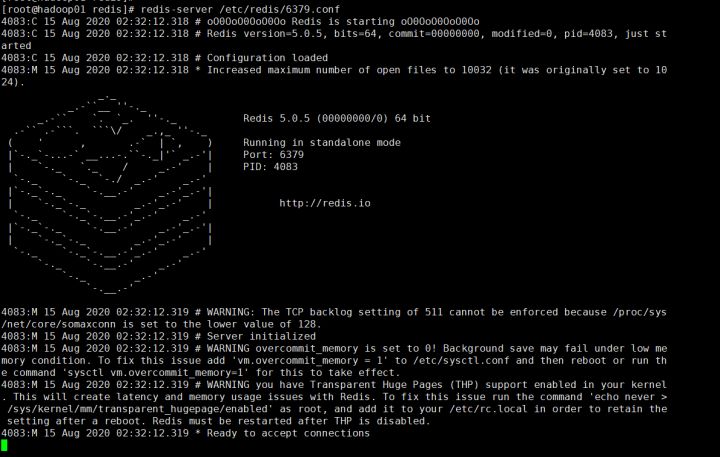 [root@hadoop01 redis]# redis-server /etc/redis/6379.conf
4083:C 15 Aug 2020 02:32:12.318 # oO0OoO0OoO0Oo Redis is starting oO0OoO0OoO0Oo
4083:C 15 Aug 2020 02:32:12.318 # Redis version=5.0.5, bits=64, commit=00000000, modified=0, pid=4083, just st
arted
4083:C 15 Aug 2020 02:32:12.318 # Configuration loaded
4083:M 15 Aug 2020 02:32:12.318 * Increased maximum number of open files to 10032 (it was originally set to 10
24).
Redis 5.0.5 (00000000/0) 64 bit
Running in standalone mode
Port: 6379
PID: 4083
http://redis.io
4083:M 15 Aug 2020 02:32:12.319 # WARNING: The TCP backlog setting of 511 cannot be enforced because /proc/sys
/net/core/somaxconn is set to the lower value of 128.
4083:M 15 Aug 2020 02:32:12.319 # Server initialized
4083:M 15 Aug 2020 02:32:12.319 # WARNING overcommit_memory is set to 0! Background save may fail under low me
mory condition. To fix this issue add 'vm.overcommit_memory = 1' to /etc/sysctl.conf and then reboot or run th
e command 'sysctl vm.overcommit_memory=1' for this to take effect.
4083:M 15 Aug 2020 02:32:12.319 # WARNING you have Transparent Huge Pages (THP) support enabled in your kernel
. This will create latency and memory usage issues with Redis. To fix this issue run the command 'echo never >
/sys/kernel/mm/transparent_hugepage/enabled' as root, and add it to your /etc/rc.local in order to retain the
setting after a reboot. Redis must be restarted after THP is disabled.
4083:M 15 Aug 2020 02:32:12.319 * Ready to accept connections